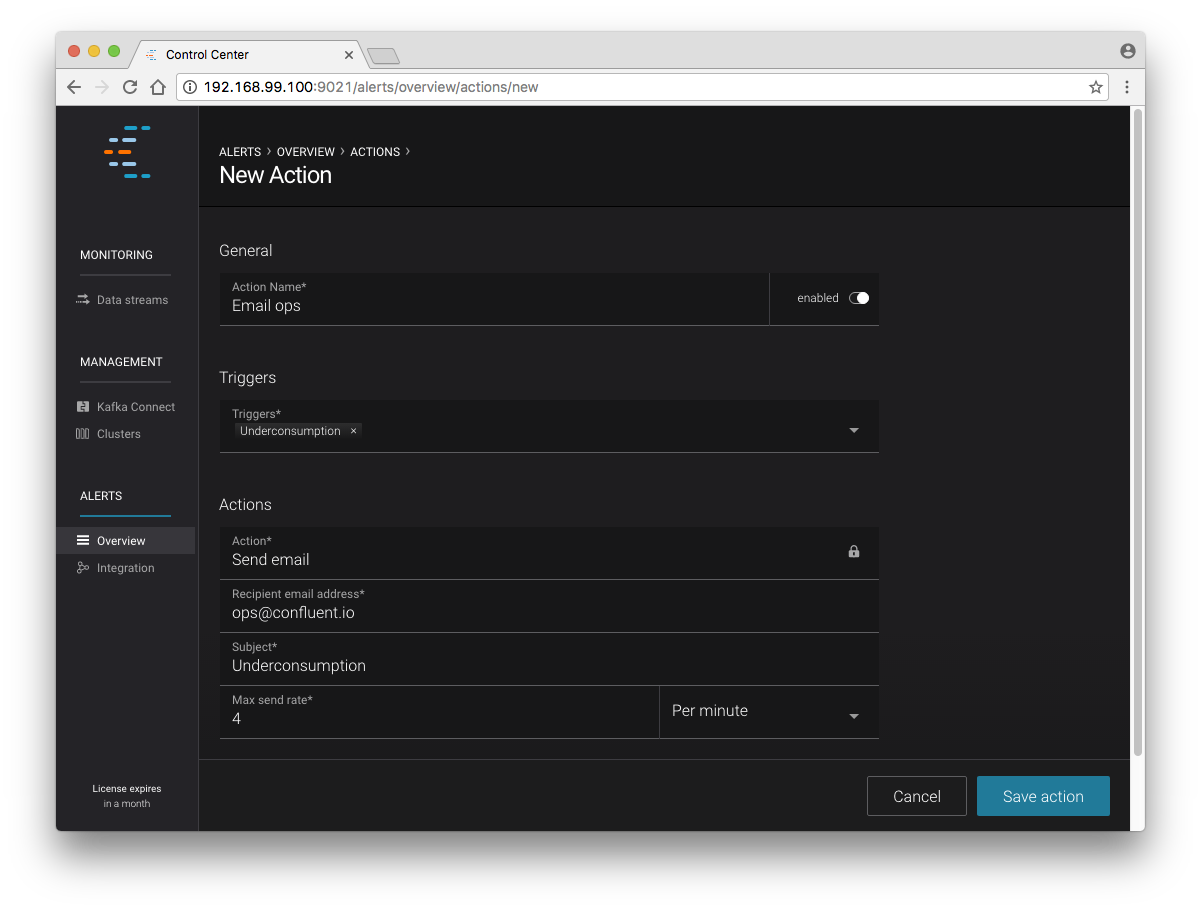 Control Center
192.168.99.100:9021/alerts/overview/actions/new
ALERTS › OVERVIEW › ACTIONS ›
New Action
MONITORING
Data streams
MANAGEMENT
Kafka Connect
Clusters
ALERTS
Overview
Integration
License expires
in a month
General
Action Name*
Email ops
enabled
Triggers
Triggers*
Underconsumption ×
Actions
Action*
Send email
Recipient email address*
ops@confluent.io
Subject*
Underconsumption
Max send rate*
4
Per minute
Cancel
Save action